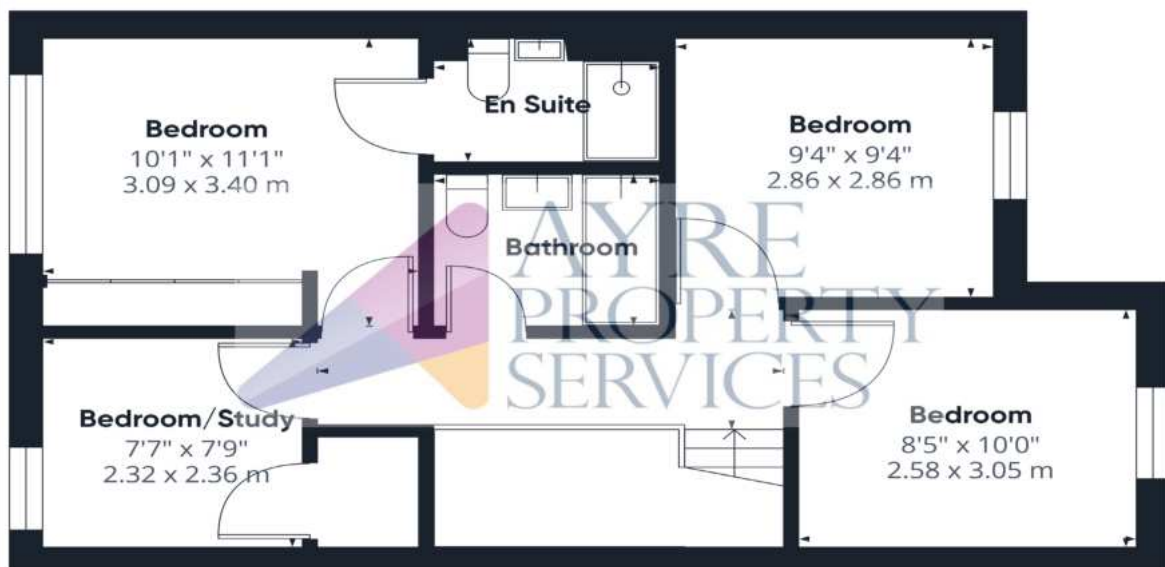 Bedroom
10'1" x 11'1"
3.09 x 3.40 m
En Suite
Bedroom
9'4" x 9'4"
2.86 x 2.86 m
Bathroom
AYRE
PROPERTY
SERVICES
Bedroom/Study
7'7" x 7'9"
2.32 x 2.36 m
Bedroom
8'5" x 10'0"
2.58 x 3.05 m